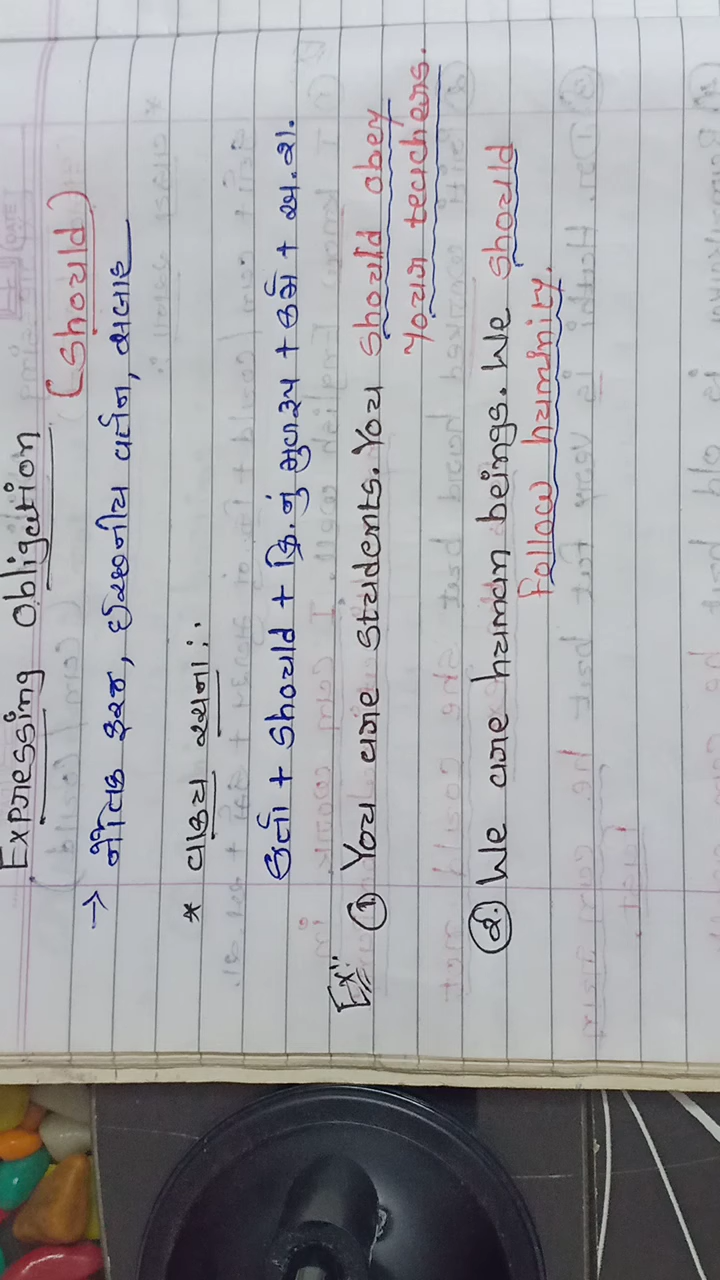 Expressing Obligation
(Should)
→ નૈતિક ફરજ, ઈચ્છનીય વર્તન, સલાહ
* વાક્ય રચના:.
કર્તા + should + ક્રિ.નું મુળરૂપ + કર્મ + અ.શ.
Ex:- ① You are students. You should obey
your teachers.
②. We are human beings. We should
follow humanity.